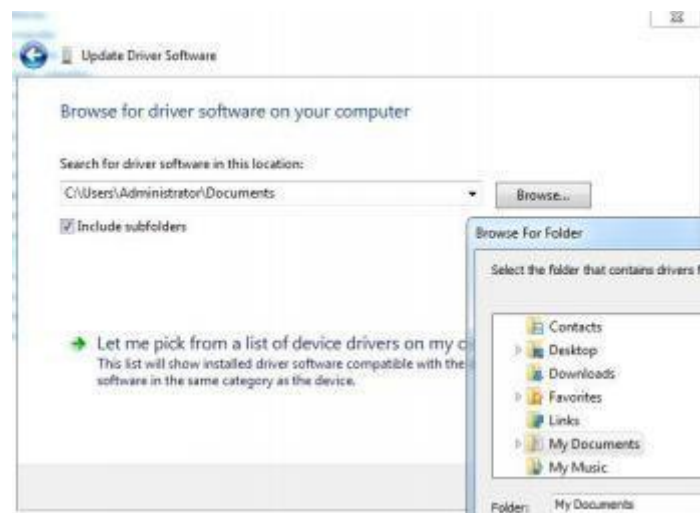 Update Driver Software
Browse for driver software on your computer
Search for driver software in this location:
C:\Users\Administrator\Documents
Browse...
Include subfolders
Browse For Folder
Select the folder that contains drivers
Let me pick from a list of device drivers on my
This list will show installed driver software compatible with the
software in the same category as the device.
Contacts
Desktop
Downloads
Favorites
Links
My Documents
My Music
Folder: My Documents